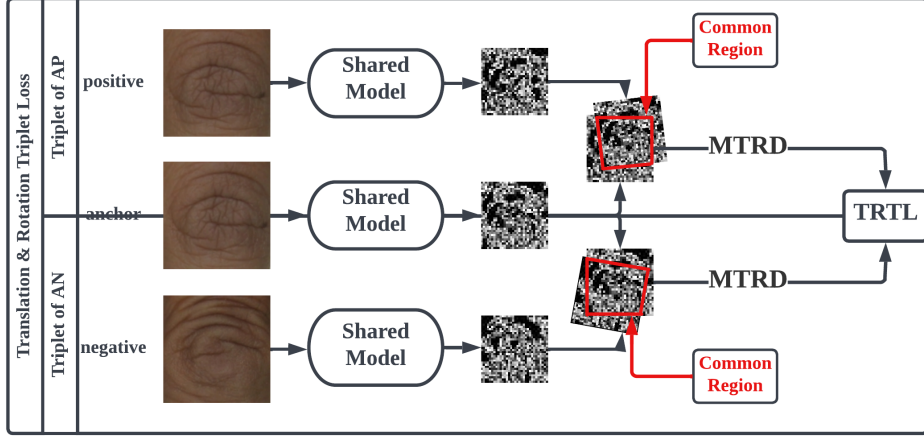 Translation & Rotation Triplet Loss
Triplet of AP
Triplet of AN
positive
Shared
Model
Common
Region
MTRD
anchor
Shared
Model
TRTL
MTRD
negative
Shared
Model
Common
Region